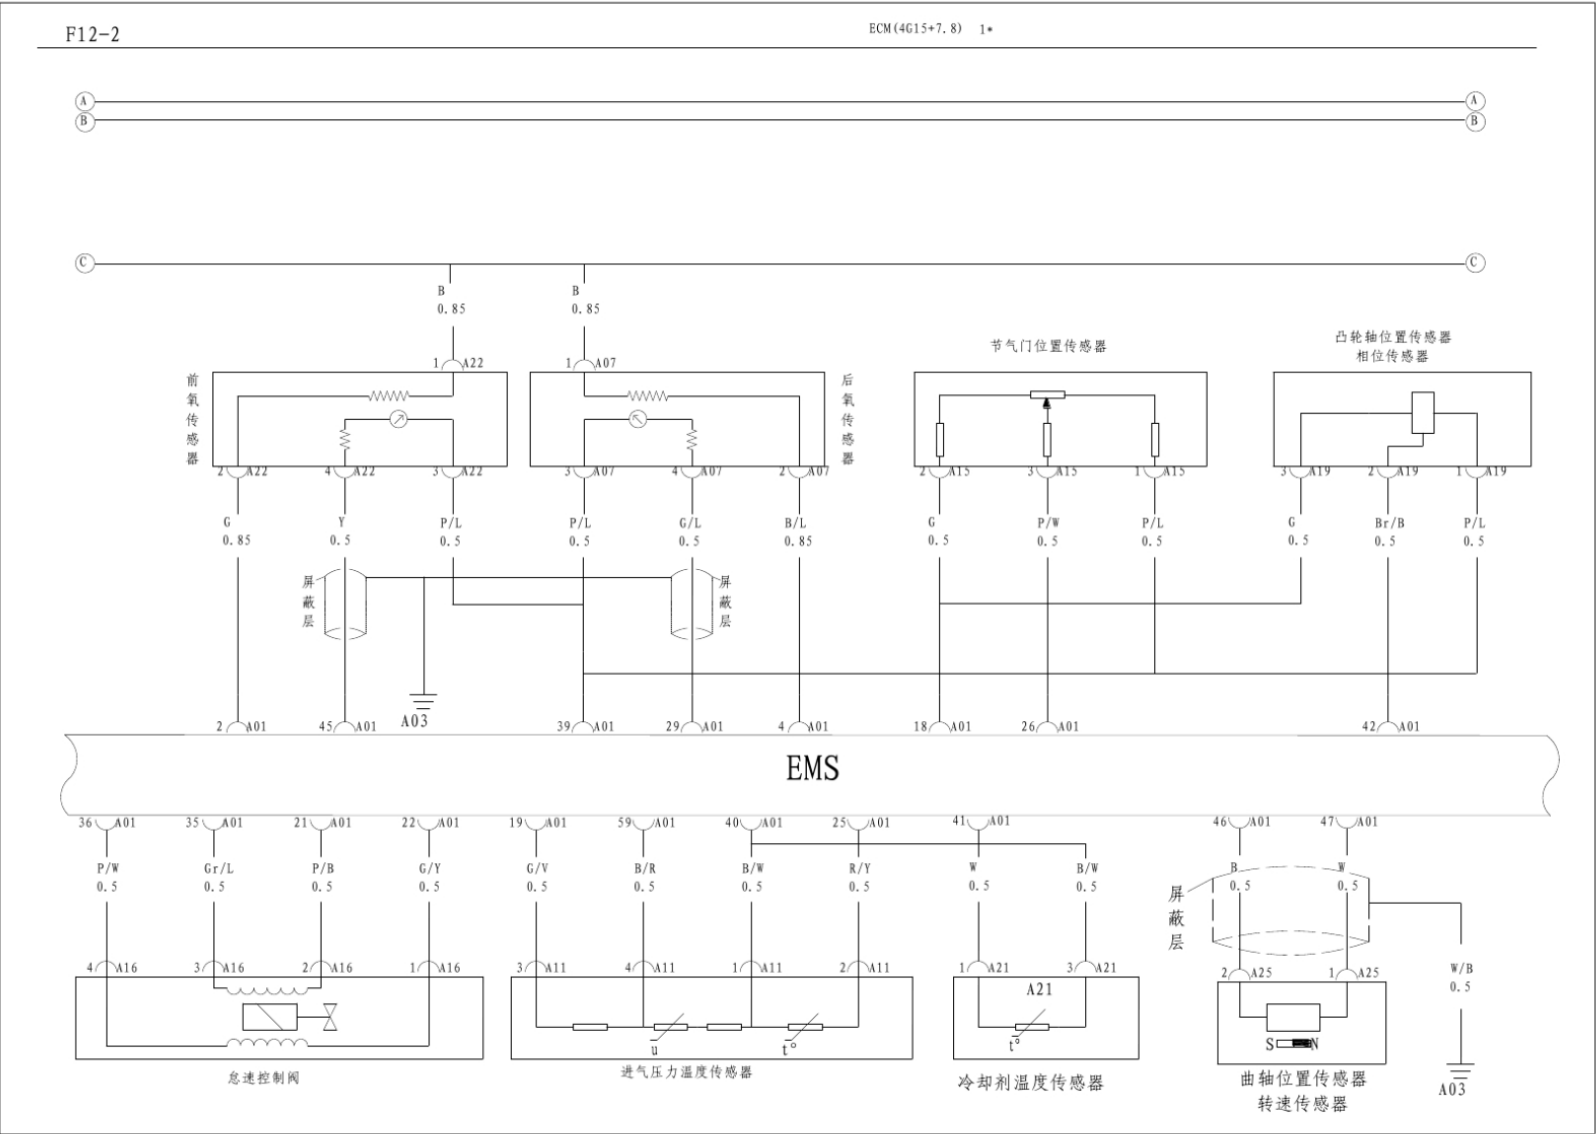 F12-2
ECM(4G15+7.8) 1*
A A
B B
C C
B B
0.85 0.85
节气门位置传感器
凸轮轴位置传感器
相位传感器
1 A22 1 A07
前氧传感器
后氧传感器
2 A22 4 A22 3 A22 3 A07 4 A07 2 A07 2 A15 3 A15 1 A15 3 A19 2 A19 1 A19
G Y P/L P/L G/L B/L G P/W P/L G Br/B P/L
0.85 0.5 0.5 0.5 0.5 0.85 0.5 0.5 0.5 0.5 0.5 0.5
屏蔽层 屏蔽层
A03
2 A01 45 A01 39 A01 29 A01 4 A01 18 A01 26 A01 42 A01
EMS
36 A01 35 A01 21 A01 22 A01 19 A01 59 A01 40 A01 25 A01 41 A01 46 A01 47 A01
P/W Gr/L P/B G/Y G/V B/R B/W R/Y W B/W B W
0.5 0.5 0.5 0.5 0.5 0.5 0.5 0.5 0.5 0.5 0.5 0.5
屏蔽层
4 A16 3 A16 2 A16 1 A16 3 A11 4 A11 1 A11 2 A11 1 A21 3 A21 2 A25 1 A25
W/B
0.5
A21
u t° t° S N
怠速控制阀
进气压力温度传感器
冷却剂温度传感器
曲轴位置传感器
转速传感器
A03